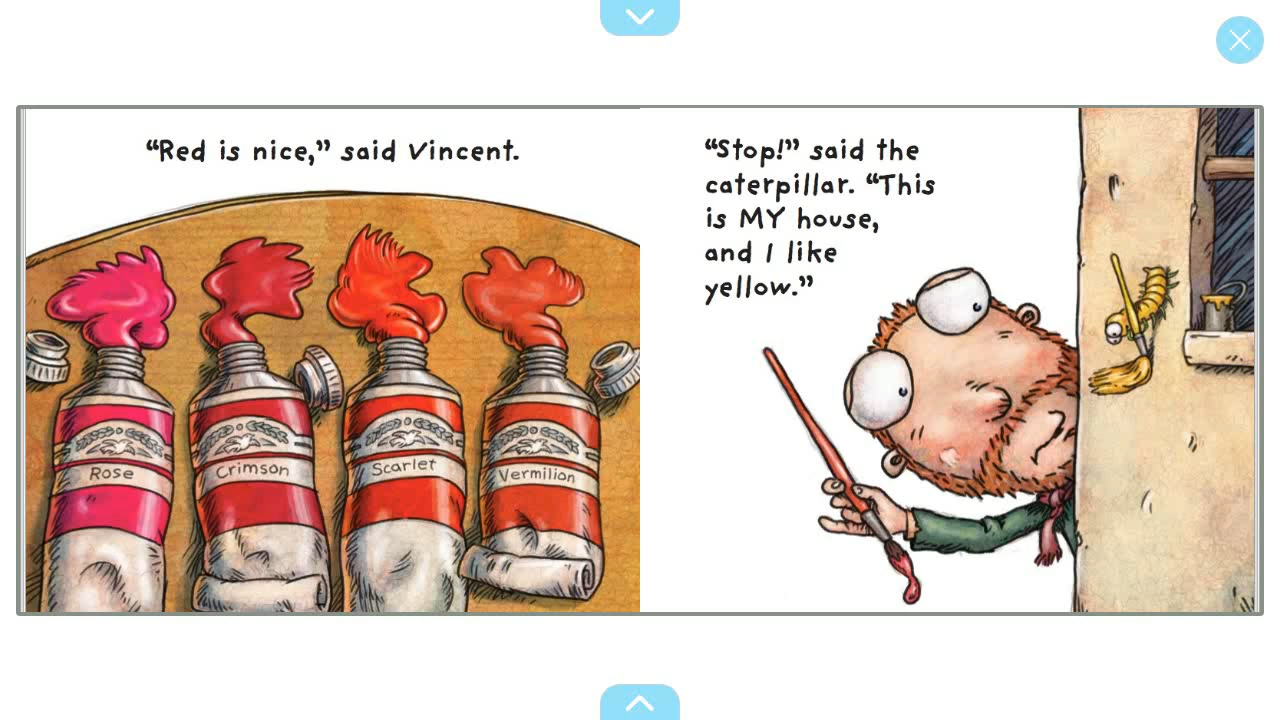 “Red is nice,” said Vincent.
Rose
Crimson
Scarlet
Vermilion
“Stop!” said the
caterpillar. “This
is MY house,
and I like
yellow.”